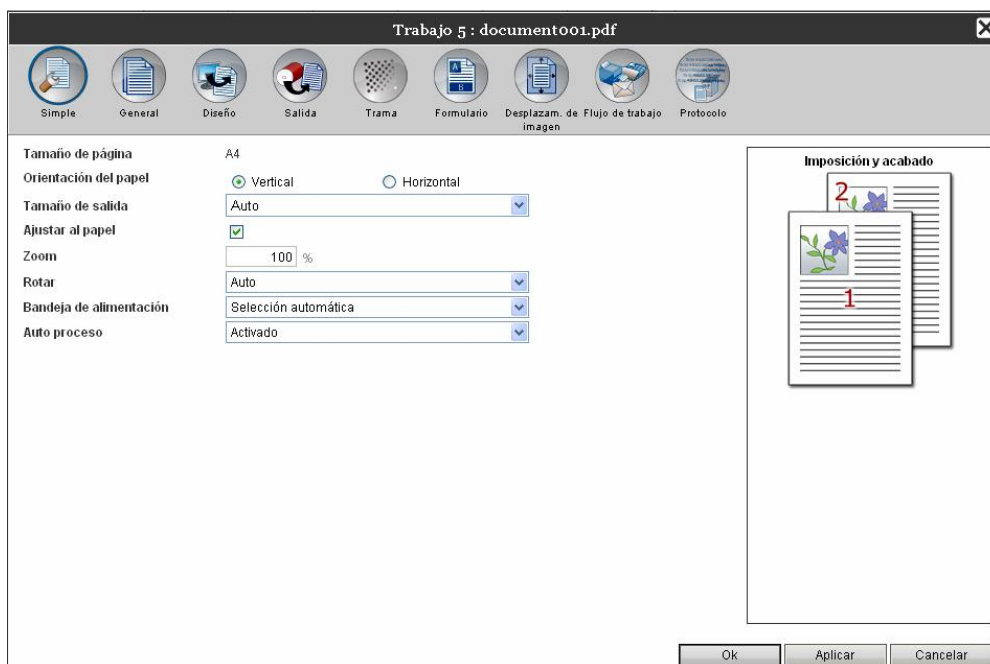 Trabajo 5 : document001.pdf
Simple
General
Diseño
Salida
Trama
Formulario
Desplazam. de
imagen
Flujo de trabajo
Protocolo
Tamaño de página A4
Orientación del papel Vertical Horizontal
Tamaño de salida Auto
Ajustar al papel
Zoom 100 %
Rotar Auto
Bandeja de alimentación Selección automática
Auto proceso Activado
Imposición y acabado
2
1
Ok Aplicar Cancelar